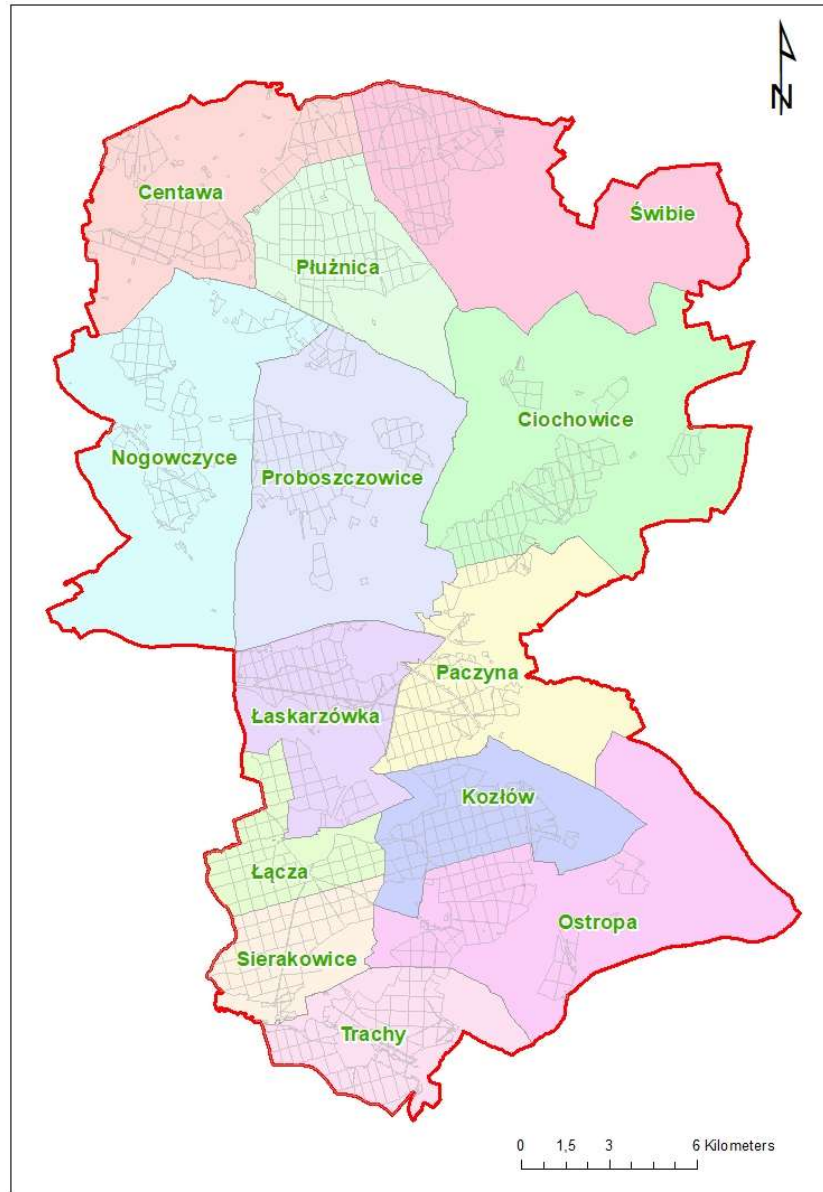 N
Centawa
Świbie
Płużnica
Ciochowice
Nogowczyce
Proboszczowice
Paczyna
Łaskarzówka
Kozłów
Łącza
Ostropa
Sierakowice
Trachy
0 1,5 3 6 Kilometers